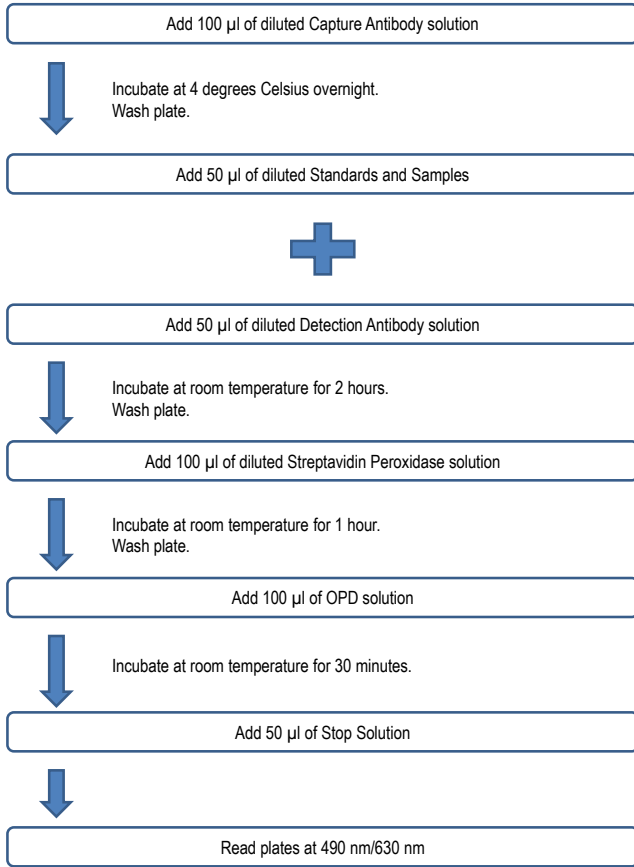 Add 100 µl of diluted Capture Antibody solution
Incubate at 4 degrees Celsius overnight.
Wash plate.
Add 50 µl of diluted Standards and Samples
Add 50 µl of diluted Detection Antibody solution
Incubate at room temperature for 2 hours.
Wash plate.
Add 100 µl of diluted Streptavidin Peroxidase solution
Incubate at room temperature for 1 hour.
Wash plate.
Add 100 µl of OPD solution
Incubate at room temperature for 30 minutes.
Add 50 µl of Stop Solution
Read plates at 490 nm/630 nm